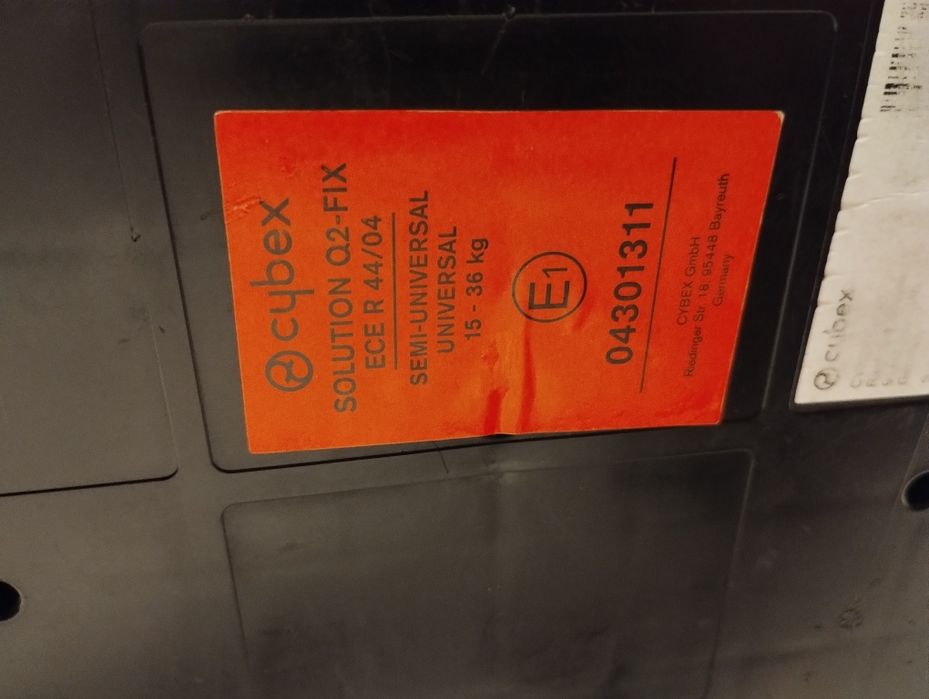 cybex
SOLUTION Q2-FIX
ECE R 44/04
SEMI-UNIVERSAL
UNIVERSAL
15 - 36 kg
E1
04301311
CYBEX GmbH
Riedinger Str. 18. 95448 Bayreuth
Germany
cybex